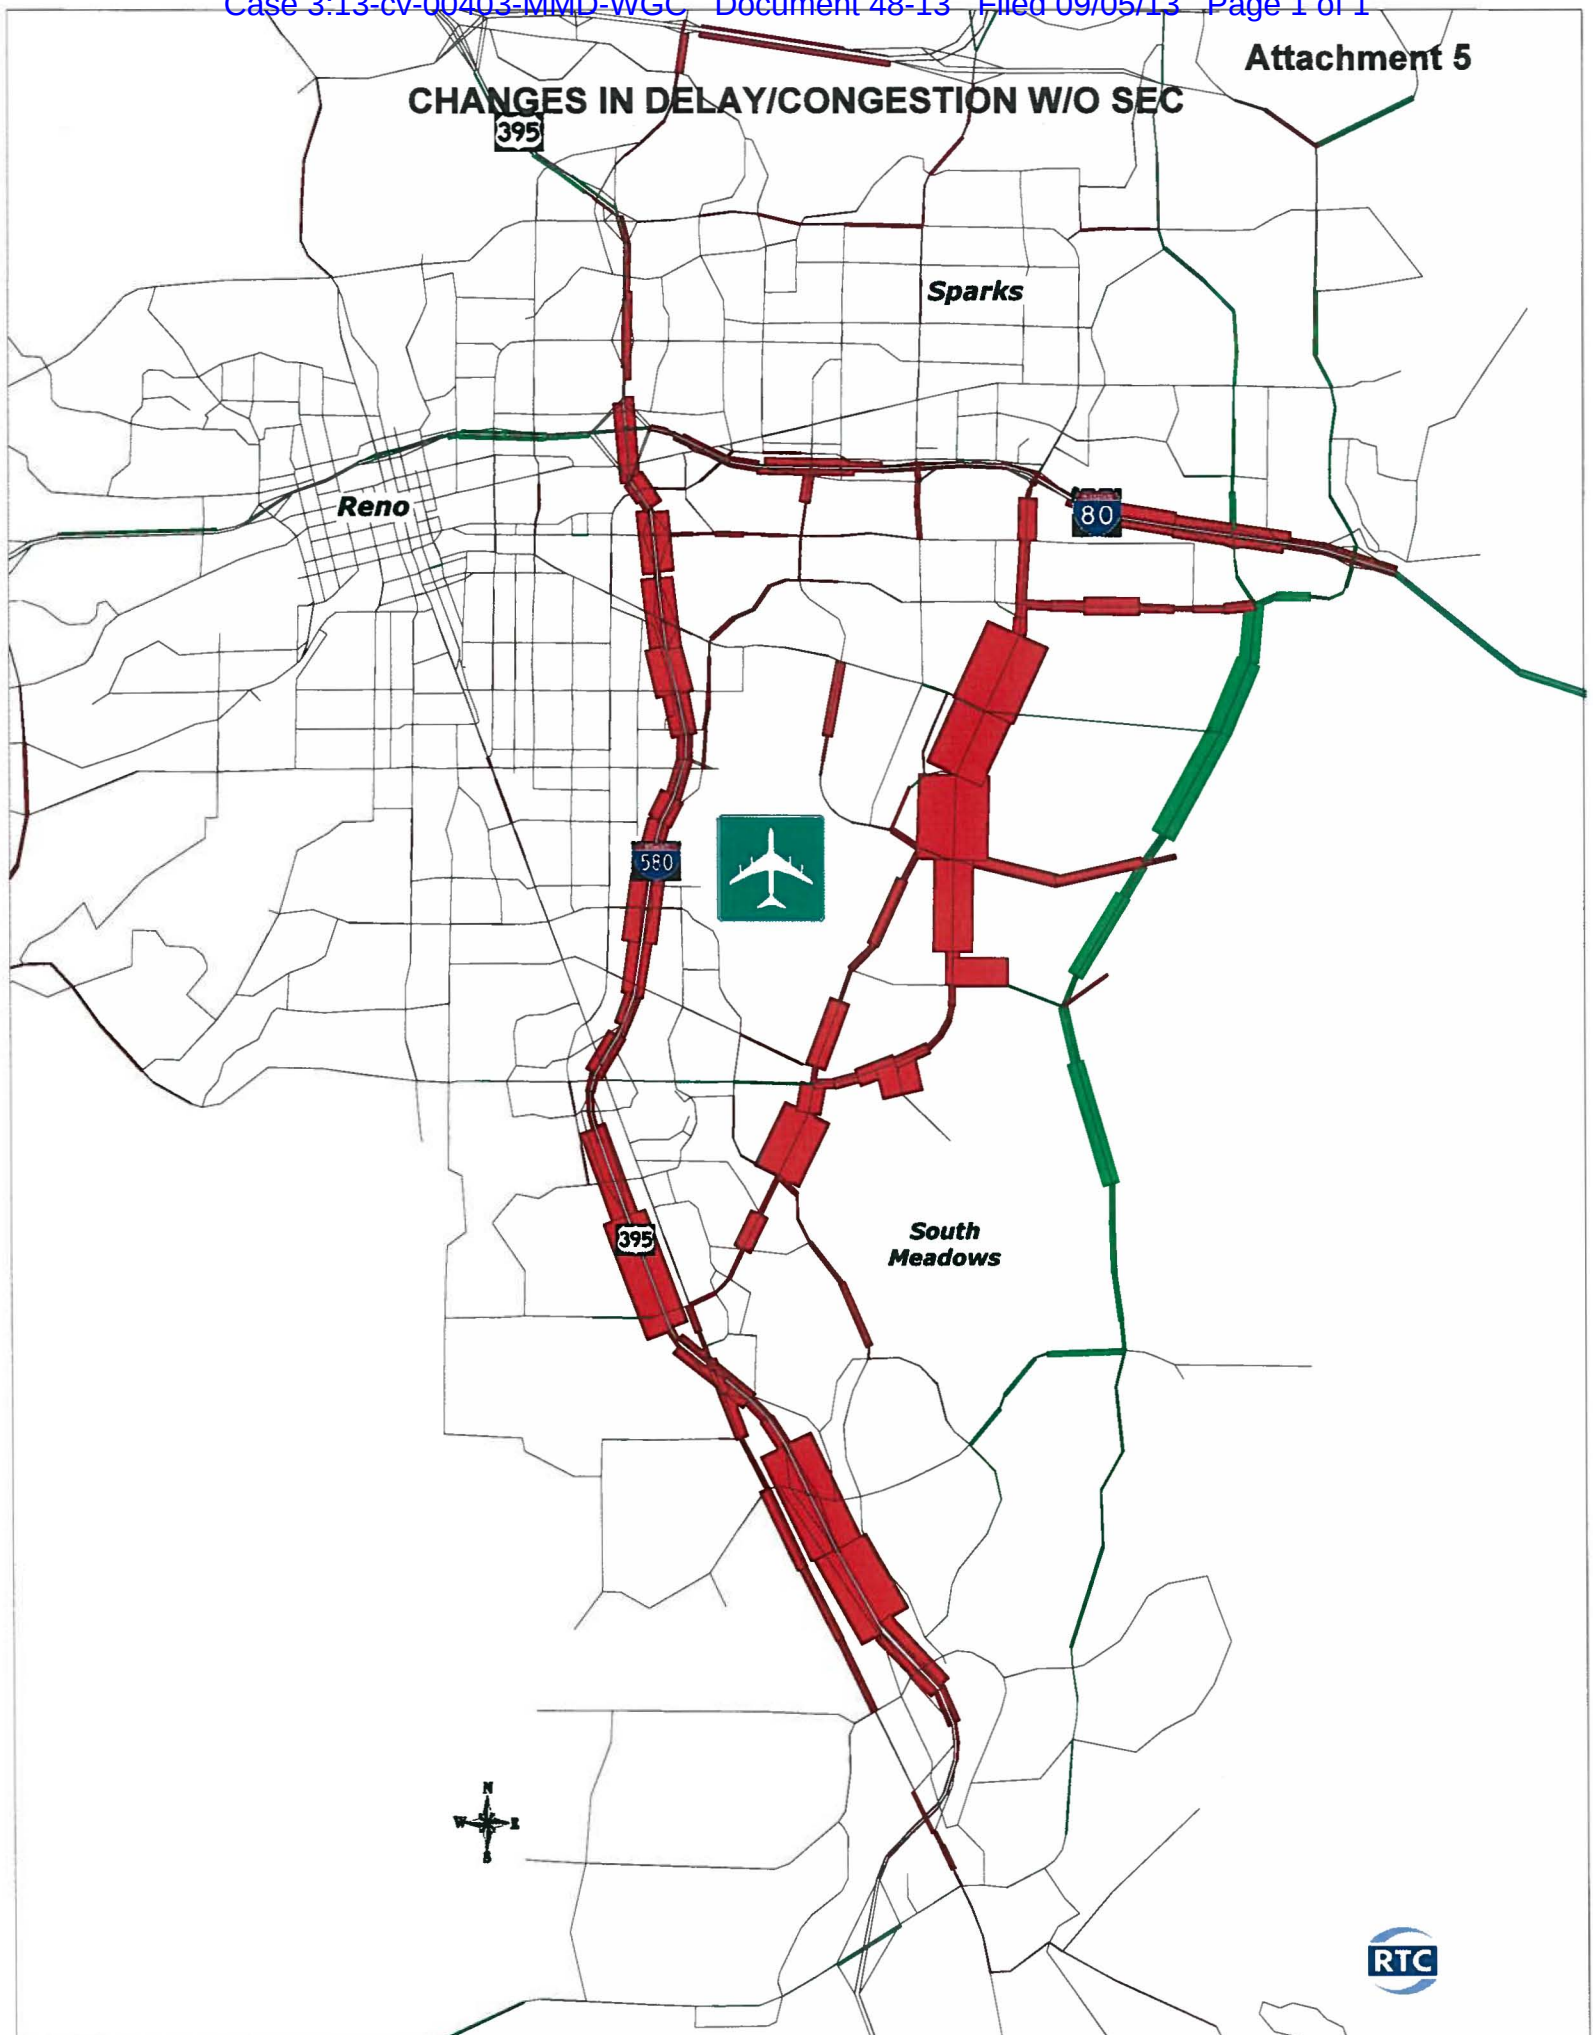 Case 3:13-cv-00403-MMD-WGC Document 48-13 Filed 09/05/13 Page 1 of 1
Attachment 5
CHANGES IN DELAY/CONGESTION W/O SEC
395
Sparks
Reno
80
580
395
South
Meadows
N
W E
S
RTC